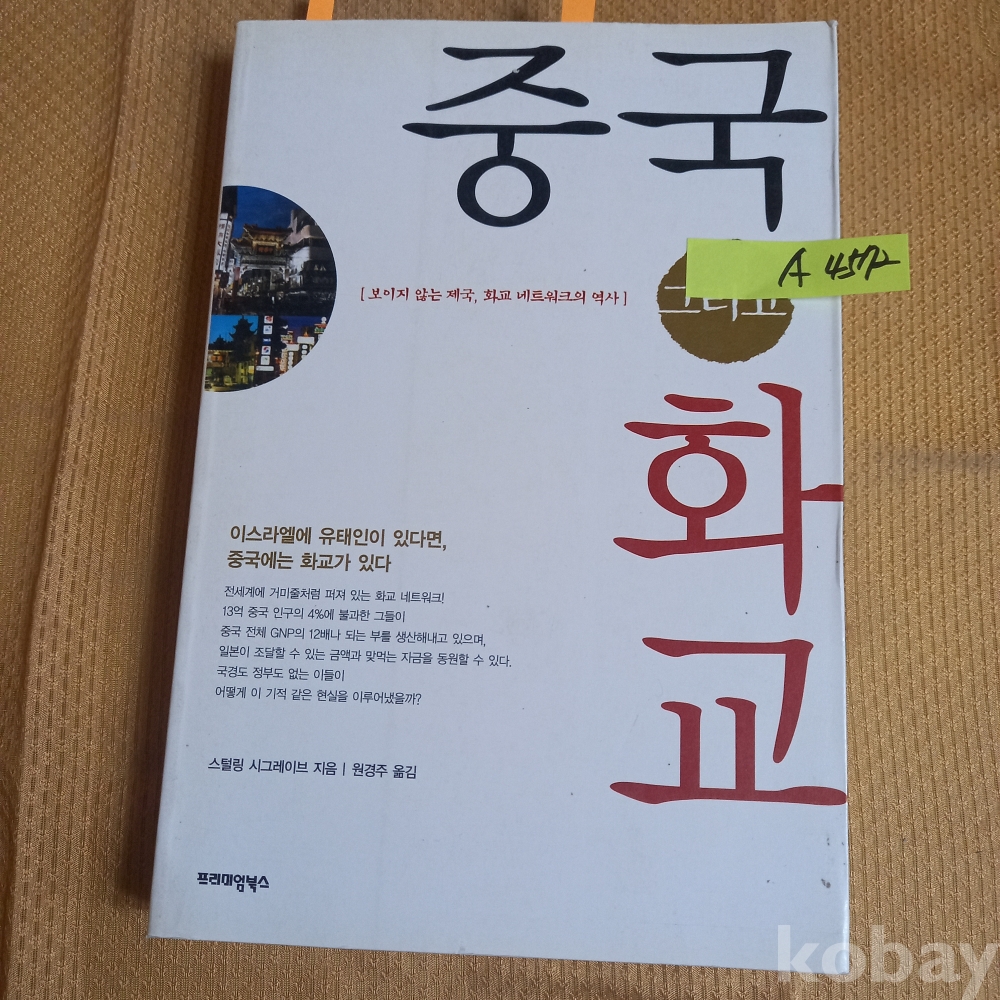 중국
A 4572
그리고
[ 보이지 않는 제국, 화교 네트워크의 역사 ]
화교
이스라엘에 유태인이 있다면,
중국에는 화교가 있다
전세계에 거미줄처럼 퍼져 있는 화교 네트워크!
13억 중국 인구의 4%에 불과한 그들이
중국 전체 GNP의 12배나 되는 부를 생산해내고 있으며,
일본이 조달할 수 있는 금액과 맞먹는 자금을 동원할 수 있다.
국경도 정부도 없는 이들이
어떻게 이 기적 같은 현실을 이루어냈을까?
스털링 시그레이브 지음 | 원경주 옮김
프리미엄북스
kobay